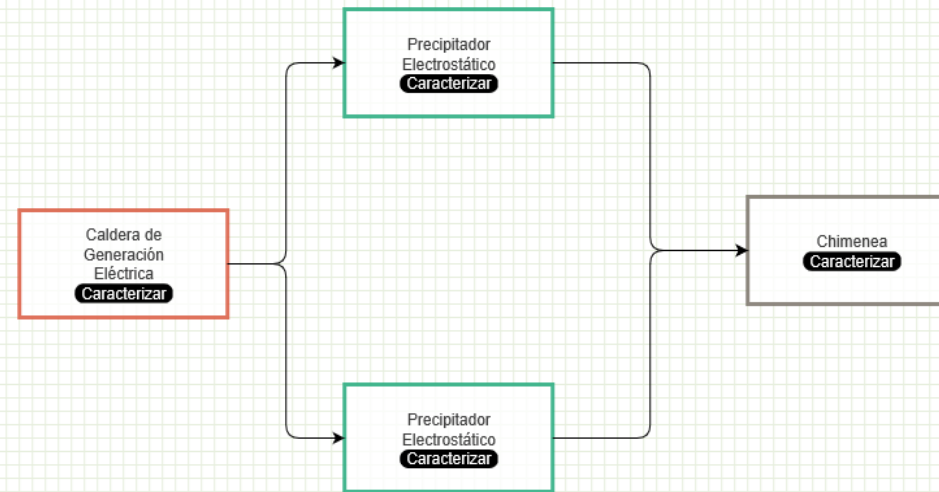 Precipitador
Electrostático
Caracterizar
Caldera de
Generación
Eléctrica
Caracterizar
Chimenea
Caracterizar
Precipitador
Electrostático
Caracterizar